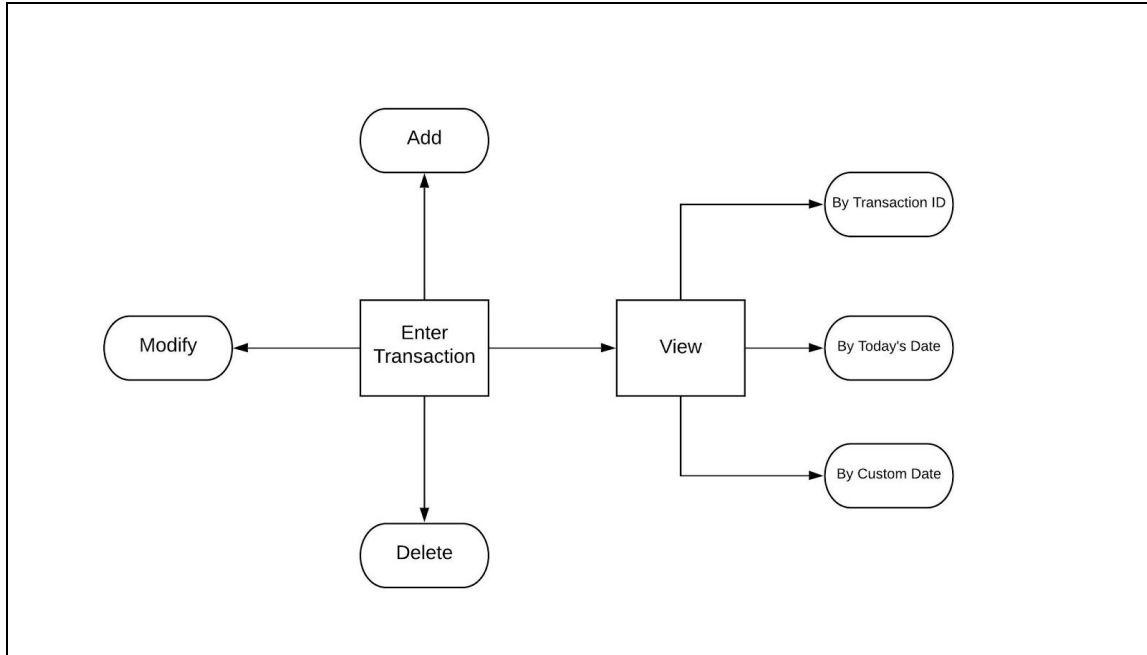 Add
By Transaction ID
Modify
Enter
Transaction
View
By Today's Date
By Custom Date
Delete